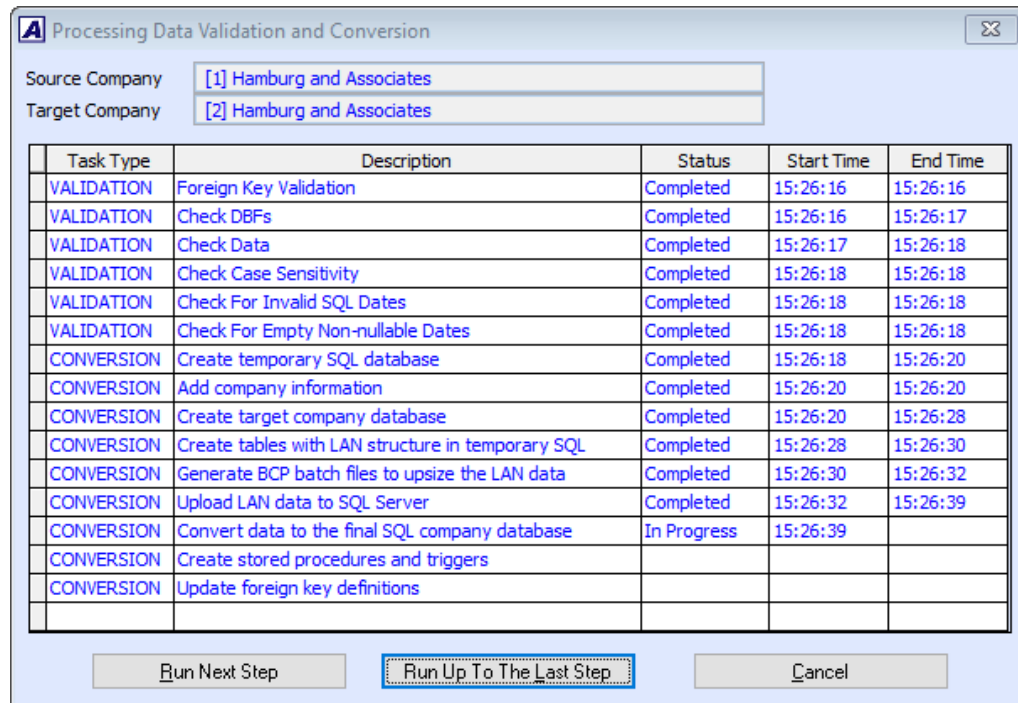 A Processing Data Validation and Conversion
Source Company [1] Hamburg and Associates
Target Company [2] Hamburg and Associates
Task Type Description Status Start Time End Time
VALIDATION Foreign Key Validation Completed 15:26:16 15:26:16
VALIDATION Check DBFs Completed 15:26:16 15:26:17
VALIDATION Check Data Completed 15:26:17 15:26:18
VALIDATION Check Case Sensitivity Completed 15:26:18 15:26:18
VALIDATION Check For Invalid SQL Dates Completed 15:26:18 15:26:18
VALIDATION Check For Empty Non-nullable Dates Completed 15:26:18 15:26:18
CONVERSION Create temporary SQL database Completed 15:26:18 15:26:20
CONVERSION Add company information Completed 15:26:20 15:26:20
CONVERSION Create target company database Completed 15:26:20 15:26:28
CONVERSION Create tables with LAN structure in temporary SQL Completed 15:26:28 15:26:30
CONVERSION Generate BCP batch files to upsize the LAN data Completed 15:26:30 15:26:32
CONVERSION Upload LAN data to SQL Server Completed 15:26:32 15:26:39
CONVERSION Convert data to the final SQL company database In Progress 15:26:39
CONVERSION Create stored procedures and triggers
CONVERSION Update foreign key definitions
Run Next Step Run Up To The Last Step Cancel